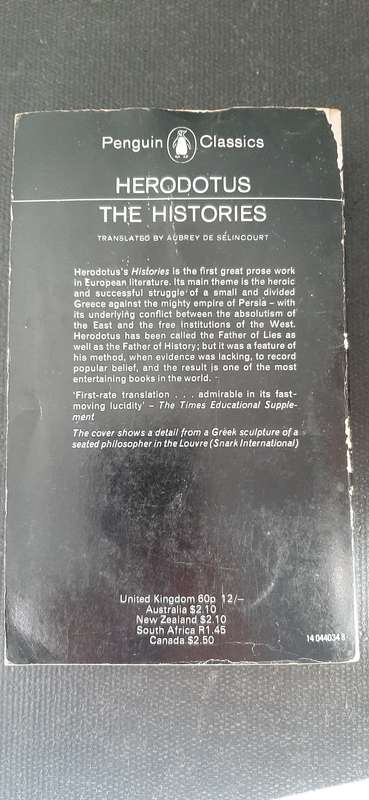 Penguin Classics
HERODOTUS
THE HISTORIES
TRANSLATED BY AUBREY DE SÉLINCOURT
Herodotus's Histories is the first great prose work
in European literature. Its main theme is the heroic
and successful struggle of a small and divided
Greece against the mighty empire of Persia – with
its underlying conflict between the absolutism of
the East and the free institutions of the West.
Herodotus has been called the Father of Lies as
well as the Father of History; but it was a feature of
his method, when evidence was lacking, to record
popular belief, and the result is one of the most
entertaining books in the world.
'First-rate translation . . . admirable in its fast-
moving lucidity' – The Times Educational Supple-
ment
The cover shows a detail from a Greek sculpture of a
seated philosopher in the Louvre (Snark International)
United Kingdom 60p 12/–
Australia $2.10
New Zealand $2.10
South Africa R1.45
Canada $2.50
14 044034 8